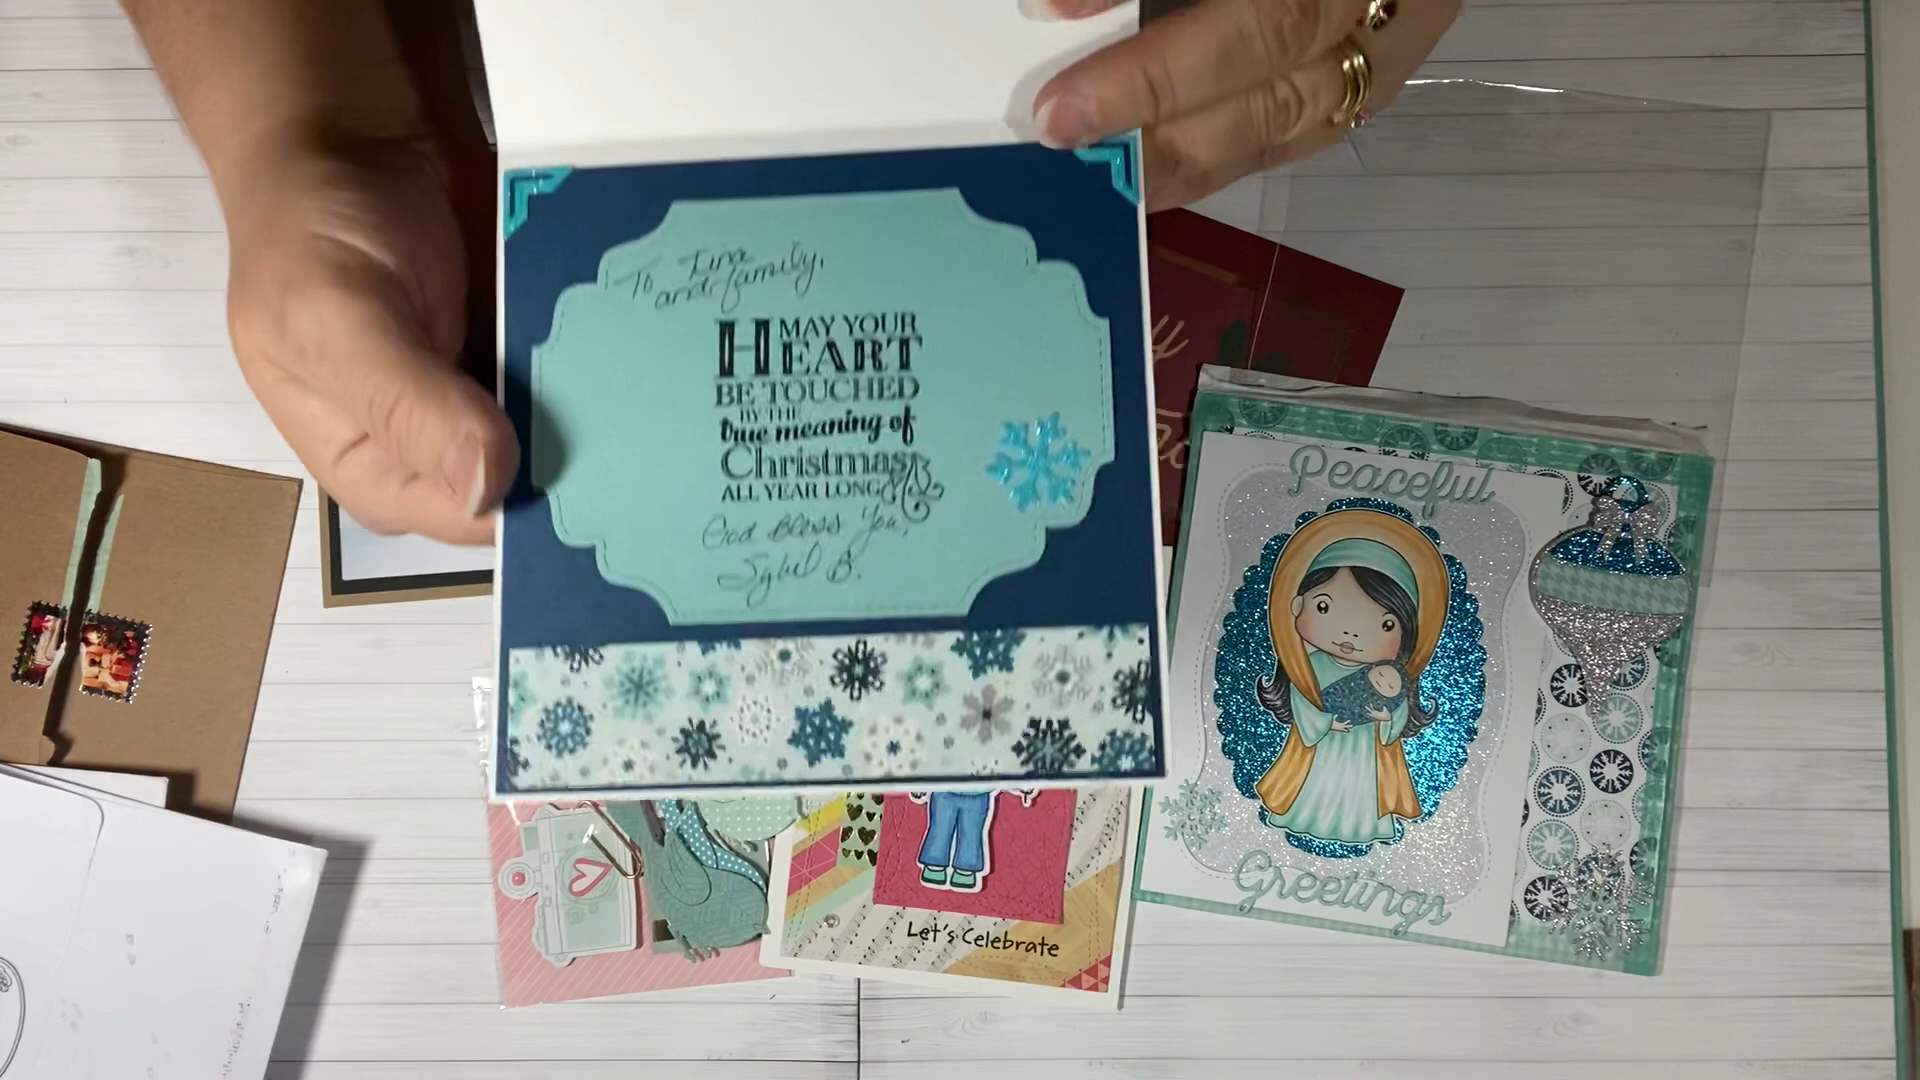 To Tina
and family,
MAY YOUR
HEART
BE TOUCHED
BY THE
true meaning of
Christmas
ALL YEAR LONG
God Bless You,
Sybil B.
Peaceful
Greetings
Let's Celebrate